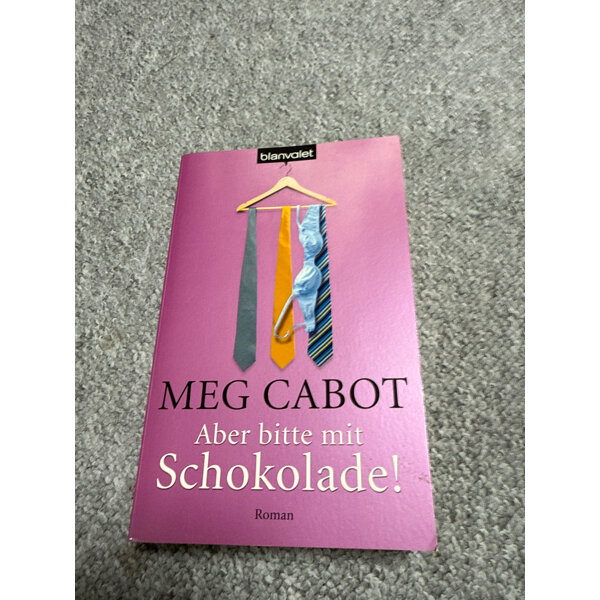 blanvalet
MEG CABOT
Aber bitte mit
Schokolade!
Roman